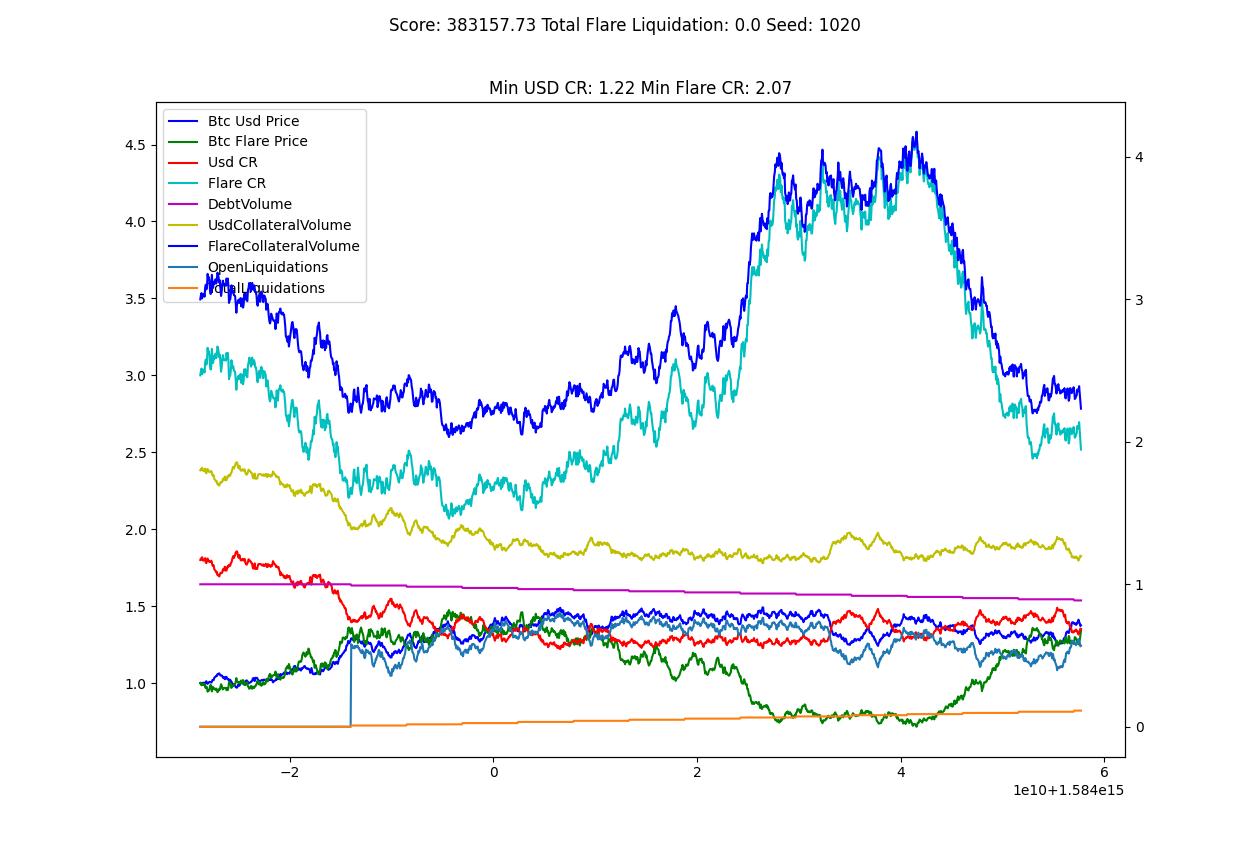 Score: 383157.73 Total Flare Liquidation: 0.0 Seed: 1020
Min USD CR: 1.22 Min Flare CR: 2.07
Btc Usd Price
Btc Flare Price
Usd CR
Flare CR
DebtVolume
UsdCollateralVolume
FlareCollateralVolume
OpenLiquidations
TotalLiquidations
4.5
4.0
3.5
3.0
2.5
2.0
1.5
1.0
4
3
2
1
0
−2
0
2
4
6
1e10+1.584e15